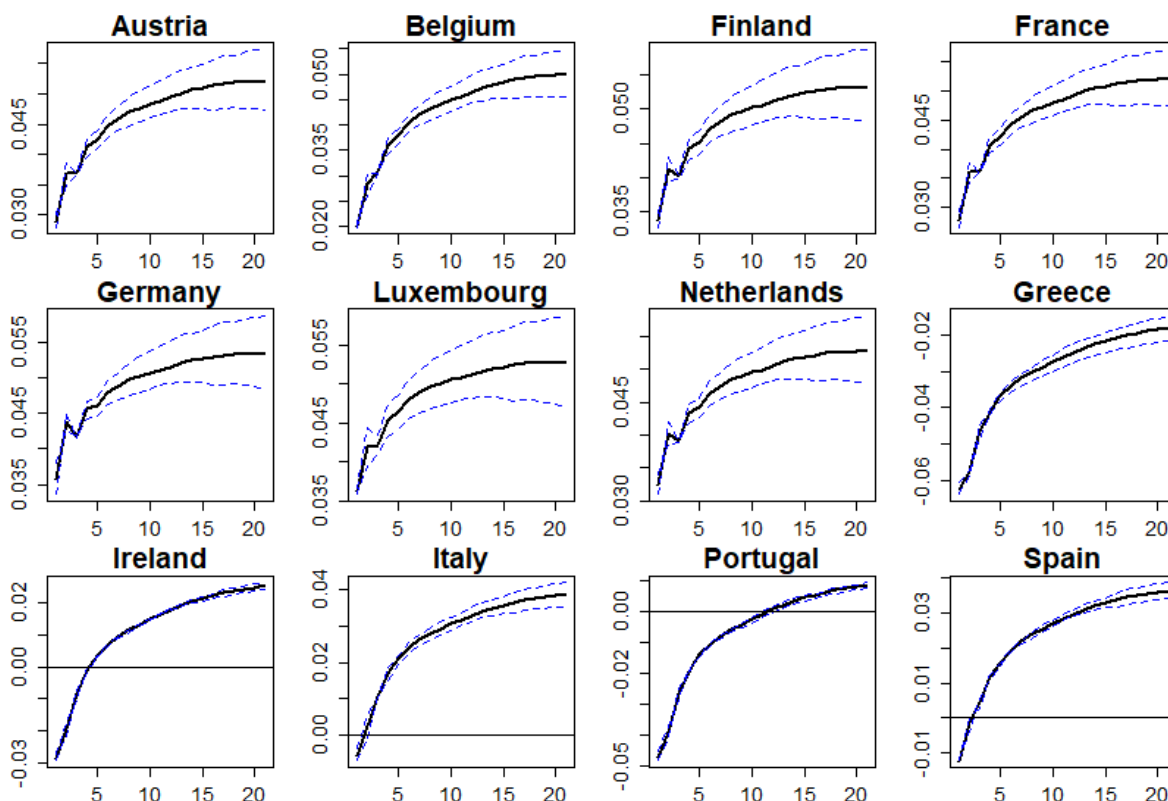 Austria Belgium Finland France
0.030 0.045 0.020 0.035 0.050 0.035 0.050 0.030 0.045
5 10 15 20 5 10 15 20 5 10 15 20 5 10 15 20
Germany Luxembourg Netherlands Greece
0.035 0.045 0.055 0.035 0.045 0.055 0.030 0.045 -0.06 -0.04 -0.02
5 10 15 20 5 10 15 20 5 10 15 20 5 10 15 20
Ireland Italy Portugal Spain
-0.03 0.00 0.02 0.00 0.02 0.04 -0.05 -0.02 0.00 -0.01 0.01 0.03
5 10 15 20 5 10 15 20 5 10 15 20 5 10 15 20